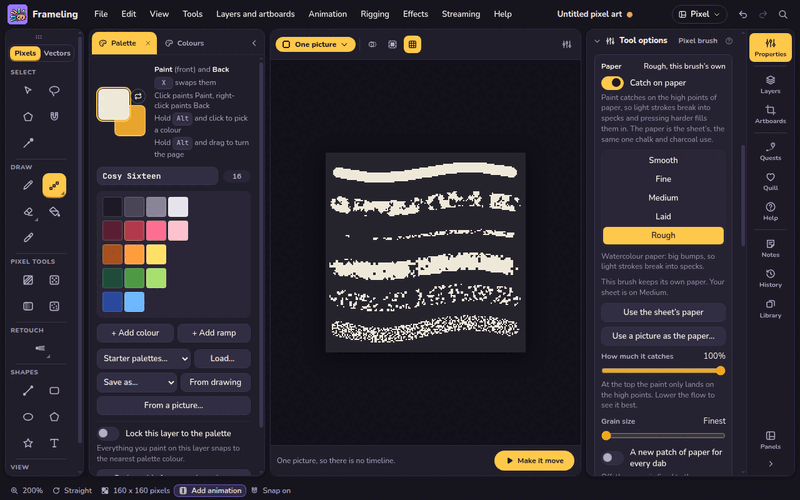 Frameling
File Edit View Tools Layers and artboards Animation Rigging Effects Streaming Help
Untitled pixel art
Pixel
Pixels Vectors
SELECT
DRAW
PIXEL TOOLS
RETOUCH
SHAPES
VIEW
Palette
Colours
Paint (front) and Back
X swaps them
Click paints Paint, right-
click paints Back
Hold Alt and click to pick
a colour
Hold Alt and drag to turn
the page
Cosy Sixteen 16
+ Add colour + Add ramp
Starter palettes... Load...
Save as... From drawing
From a picture...
Lock this layer to the palette
Everything you paint on this layer snaps to
the nearest palette colour.
One picture
One picture, so there is no timeline.
Make it move
Tool options Pixel brush
Paper Rough, this brush's own
Catch on paper
Paint catches on the high points of
paper, so light strokes break into
specks and pressing harder fills
them in. The paper is the sheet's, the
same one chalk and charcoal use.
Smooth
Fine
Medium
Laid
Rough
Watercolour paper: big bumps, so
light strokes break into specks.
This brush keeps its own paper. Your
sheet is on Medium.
Use the sheet's paper
Use a picture as the paper...
How much it catches 100%
At the top the paint only lands on
the high points. Lower the flow to
see it best.
Grain size Finest
A new patch of paper for
every dab
Properties
Layers
Artboards
Quests
Quill
Help
Notes
History
Library
Panels
200% Straight 160 x 160 pixels Add animation Snap on